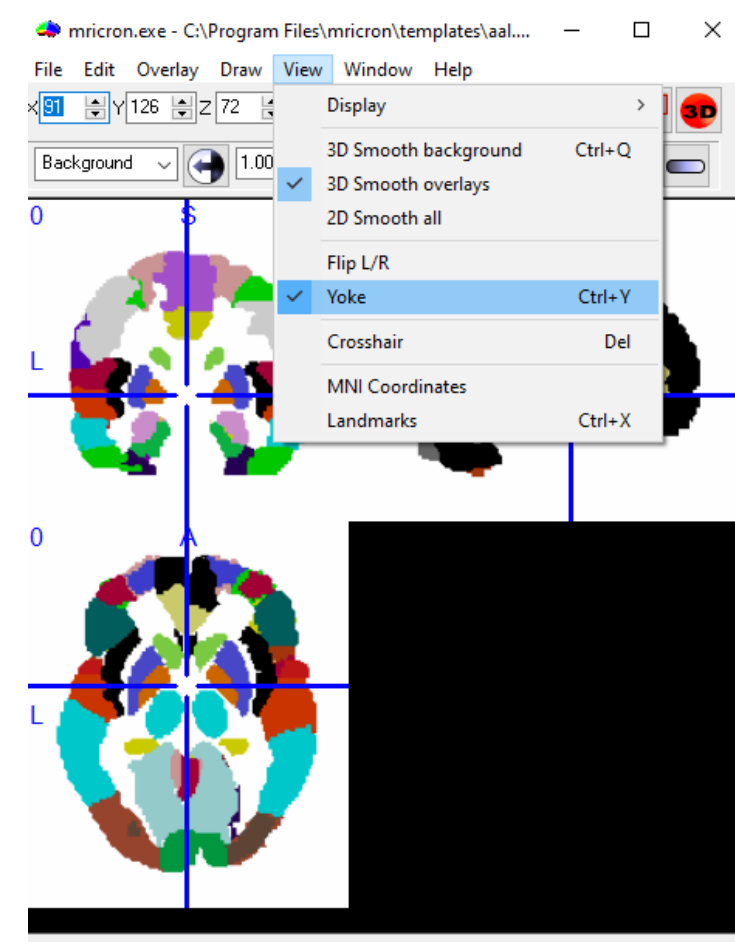 mricron.exe - C:\Program Files\mricron\templates\aal....
File Edit Overlay Draw View Window Help
X 91 Y 126 Z 72 3D
Background 1.00
Display
3D Smooth background Ctrl+Q
3D Smooth overlays
2D Smooth all
Flip L/R
Yoke Ctrl+Y
Crosshair Del
MNI Coordinates
Landmarks Ctrl+X
0 S
L
0 A
L